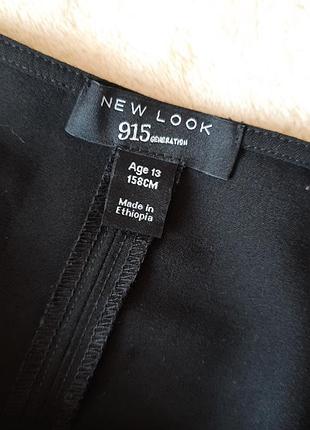 NEW LOOK
915 GENERATION
Age 13
158CM
Made in
Ethiopia